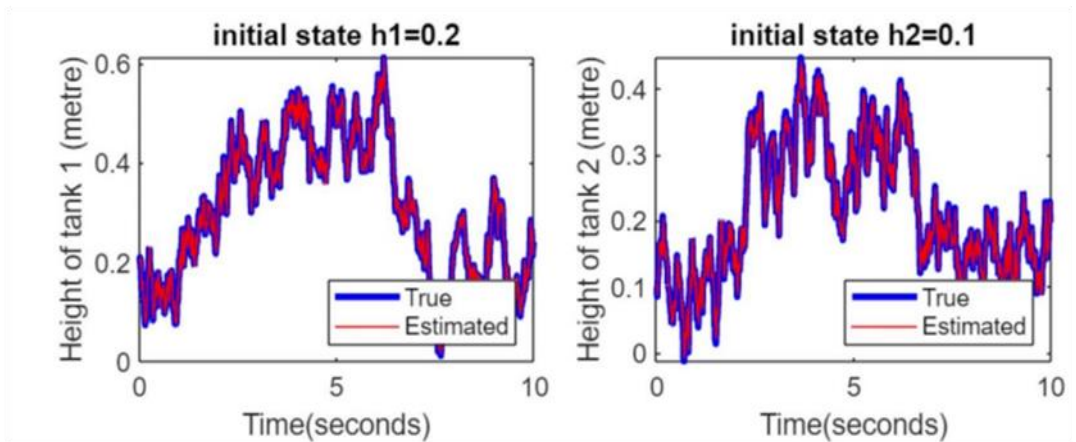 initial state h1=0.2
Height of tank 1 (metre)
0.6
0.4
0.2
0
0
5
10
Time(seconds)
True
Estimated
initial state h2=0.1
Height of tank 2 (metre)
0.4
0.3
0.2
0.1
0
0
5
10
Time(seconds)
True
Estimated